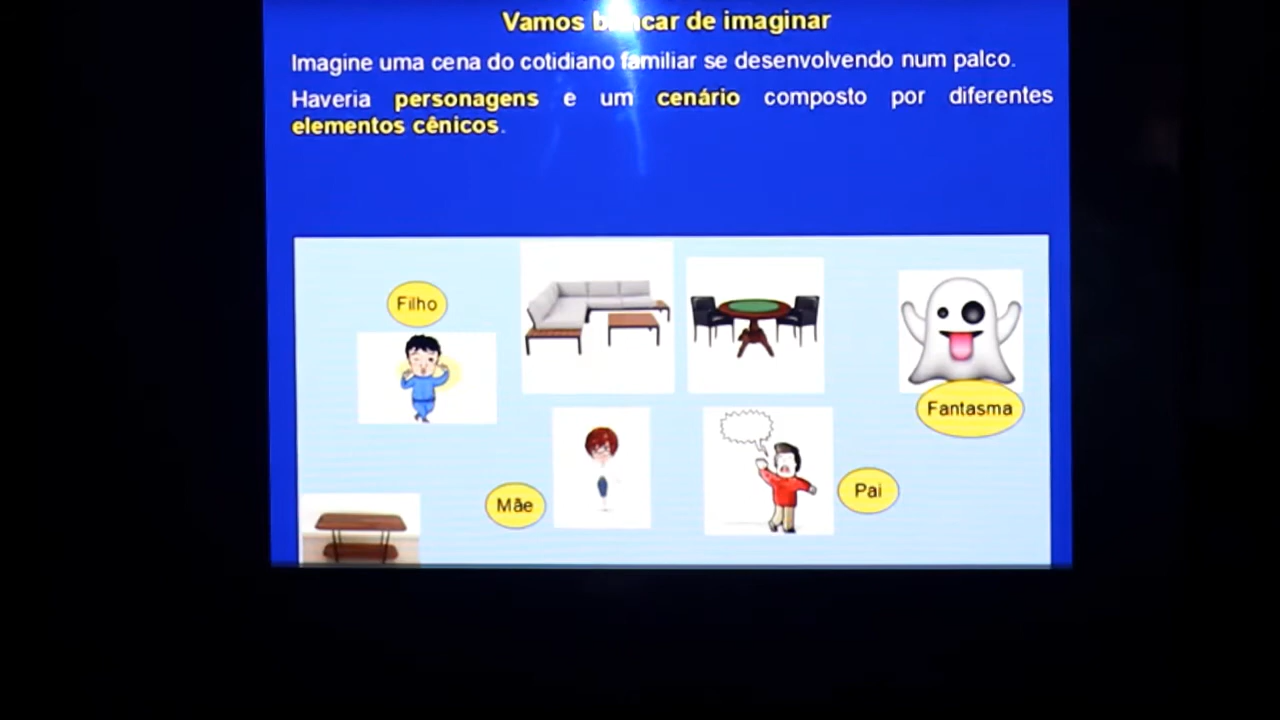 Vamos brincar de imaginar
Imagine uma cena do cotidiano familiar se desenvolvendo num palco.
Haveria personagens e um cenário composto por diferentes
elementos cênicos.
Filho
Fantasma
Mãe
Pai